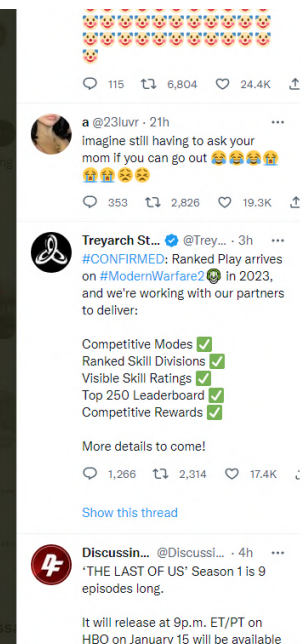 115 6,804 24.4K
a @23luvr · 21h ...
imagine still having to ask your
mom if you can go out 😂😂😂😭
😭😭😣😣
353 2,826 19.3K
Treyarch St... @Trey... · 3h ...
#CONFIRMED: Ranked Play arrives
on #ModernWarfare2 in 2023,
and we're working with our partners
to deliver:
Competitive Modes ✅
Ranked Skill Divisions ✅
Visible Skill Ratings ✅
Top 250 Leaderboard ✅
Competitive Rewards ✅
More details to come!
1,266 2,314 17.4K
Show this thread
Discussin... @Discussi... · 4h ...
‘THE LAST OF US’ Season 1 is 9
episodes long.
It will release at 9p.m. ET/PT on
HBO on January 15 will be available